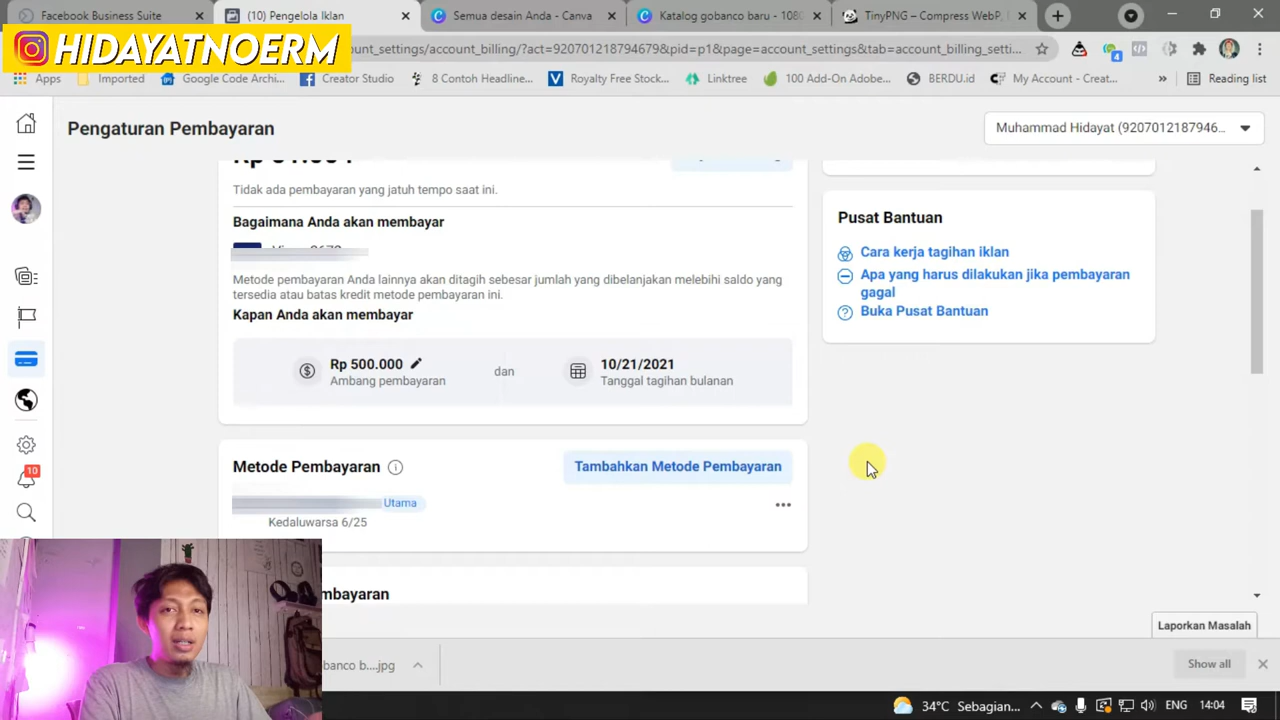 Facebook Business Suite
(10) Pengelola Iklan
Semua desain Anda - Canva
Katalog gobanco baru - 1080
TinyPNG – Compress WebP,
HIDAYATNOERM
ount_settings/account_billing/?act=920701218794679&pid=p1&page=account_settings&tab=account_billing_setti...
4
Apps
Imported
Google Code Archi...
Creator Studio
8 Contoh Headline...
Royalty Free Stock...
Linktree
100 Add-On Adobe...
BERDU.id
My Account - Creat...
»
Reading list
Pengaturan Pembayaran
Muhammad Hidayat (9207012187946...
Tidak ada pembayaran yang jatuh tempo saat ini.
Bagaimana Anda akan membayar
Metode pembayaran Anda lainnya akan ditagih sebesar jumlah yang dibelanjakan melebihi saldo yang
tersedia atau batas kredit metode pembayaran ini.
Kapan Anda akan membayar
Rp 500.000
Ambang pembayaran
dan
10/21/2021
Tanggal tagihan bulanan
Metode Pembayaran
Tambahkan Metode Pembayaran
Utama
Kedaluwarsa 6/25
mbayaran
Pusat Bantuan
Cara kerja tagihan iklan
Apa yang harus dilakukan jika pembayaran
gagal
Buka Pusat Bantuan
10
Laporkan Masalah
obanco b....jpg
Show all
34°C Sebagian...
ENG
14:04